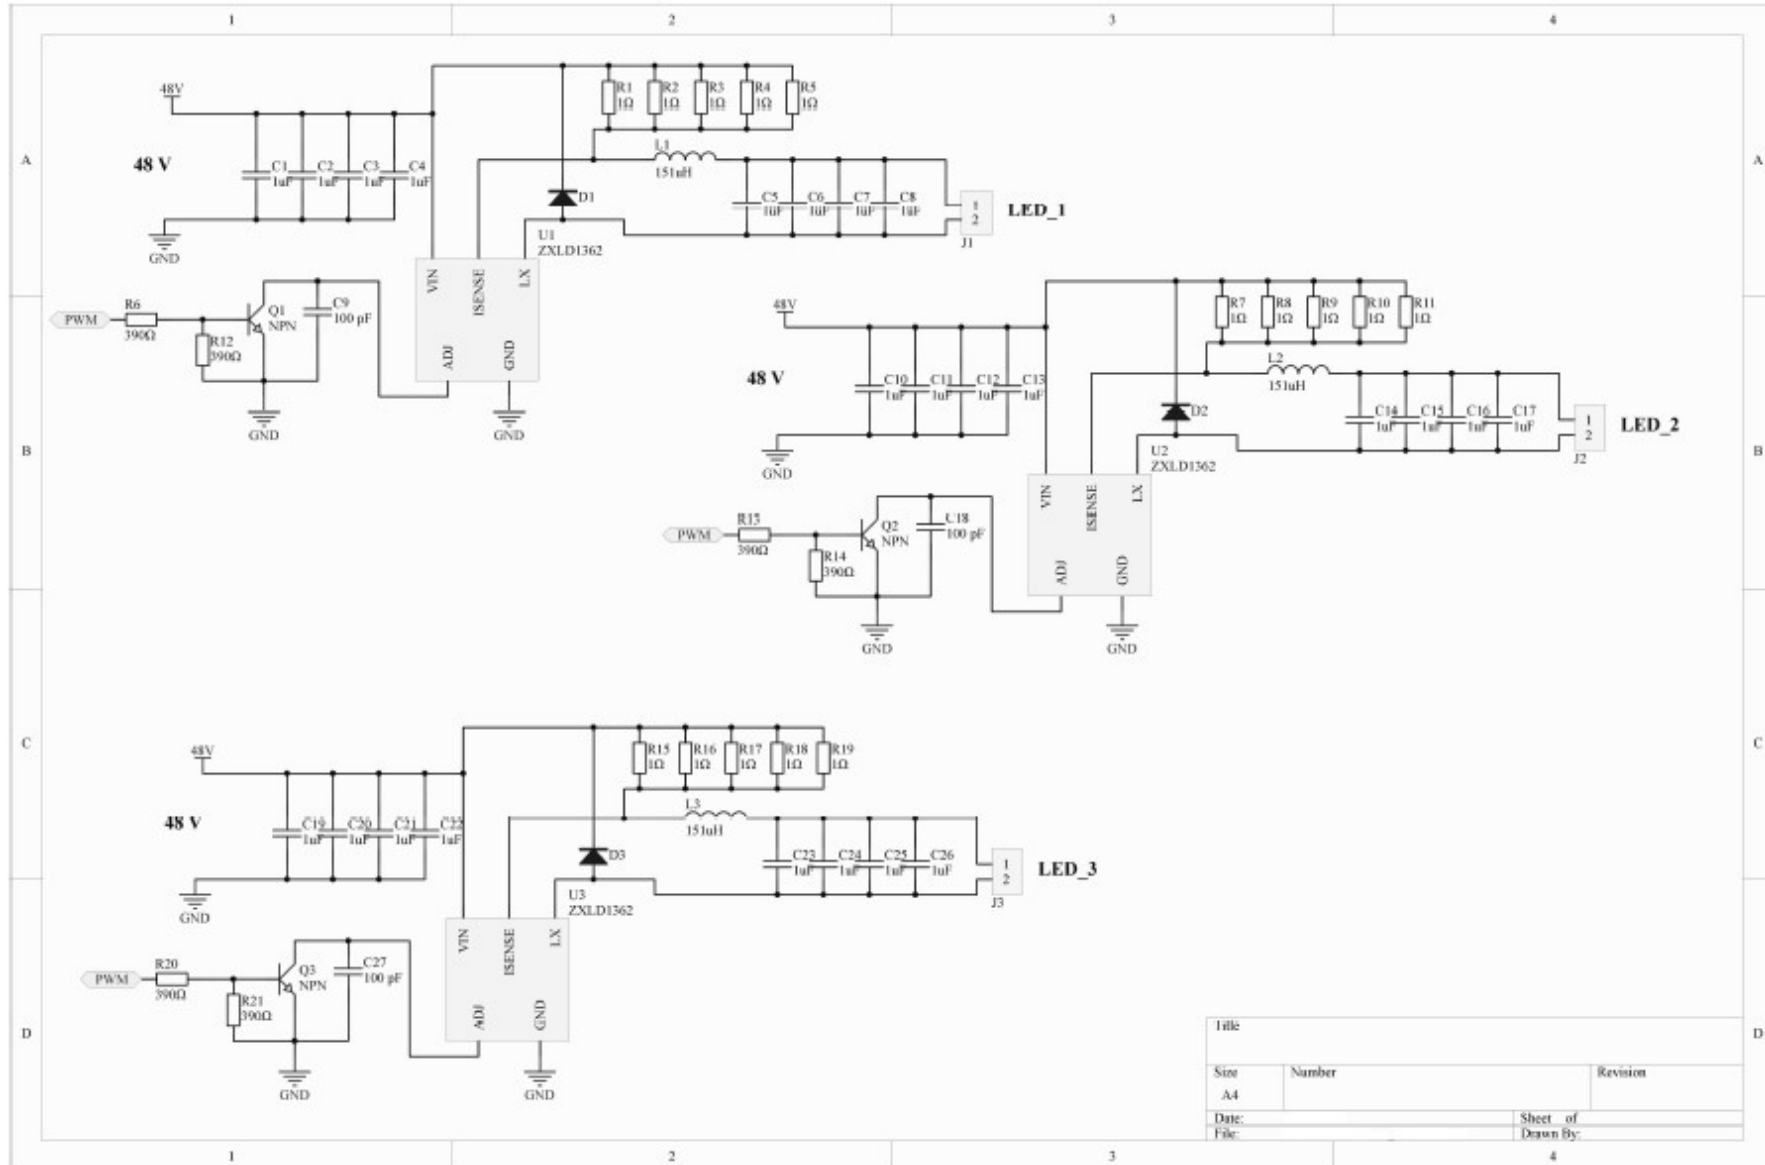 1 2 3 4
A A
B B
C C
D D
48V
48 V
C1 1uF
C2 1uF
C3 1uF
C4 1uF
GND
R1 1Ω
R2 1Ω
R3 1Ω
R4 1Ω
R5 1Ω
L1
151uH
D1
C5 1uF
C6 1uF
C7 1uF
C8 1uF
1
2
J1
LED_1
U1
ZXLD1362
VIN
ISENSE
LX
ADJ
GND
GND
PWM
R6
390Ω
R12
390Ω
Q1
NPN
C9
100 pF
GND
48V
48 V
C10 1uF
C11 1uF
C12 1uF
C13 1uF
GND
R7 1Ω
R8 1Ω
R9 1Ω
R10 1Ω
R11 1Ω
L2
151uH
D2
C14 1uF
C15 1uF
C16 1uF
C17 1uF
1
2
J2
LED_2
U2
ZXLD1362
VIN
ISENSE
LX
ADJ
GND
GND
PWM
390Ω
R14
390Ω
Q2
NPN
100 pF
GND
48V
48 V
C19 1uF
C20 1uF
C21 1uF
C22 1uF
GND
R15 1Ω
R16 1Ω
R17 1Ω
R18 1Ω
R19 1Ω
L3
151uH
D3
C23 1uF
C24 1uF
C25 1uF
C26 1uF
1
2
J3
LED_3
U3
ZXLD1362
VIN
ISENSE
LX
ADJ
GND
GND
PWM
R20
390Ω
R21
390Ω
Q3
NPN
C27
100 pF
GND
Title
Size Number Revision
A4
Date: Sheet of
File: Drawn By:
1 2 3 4